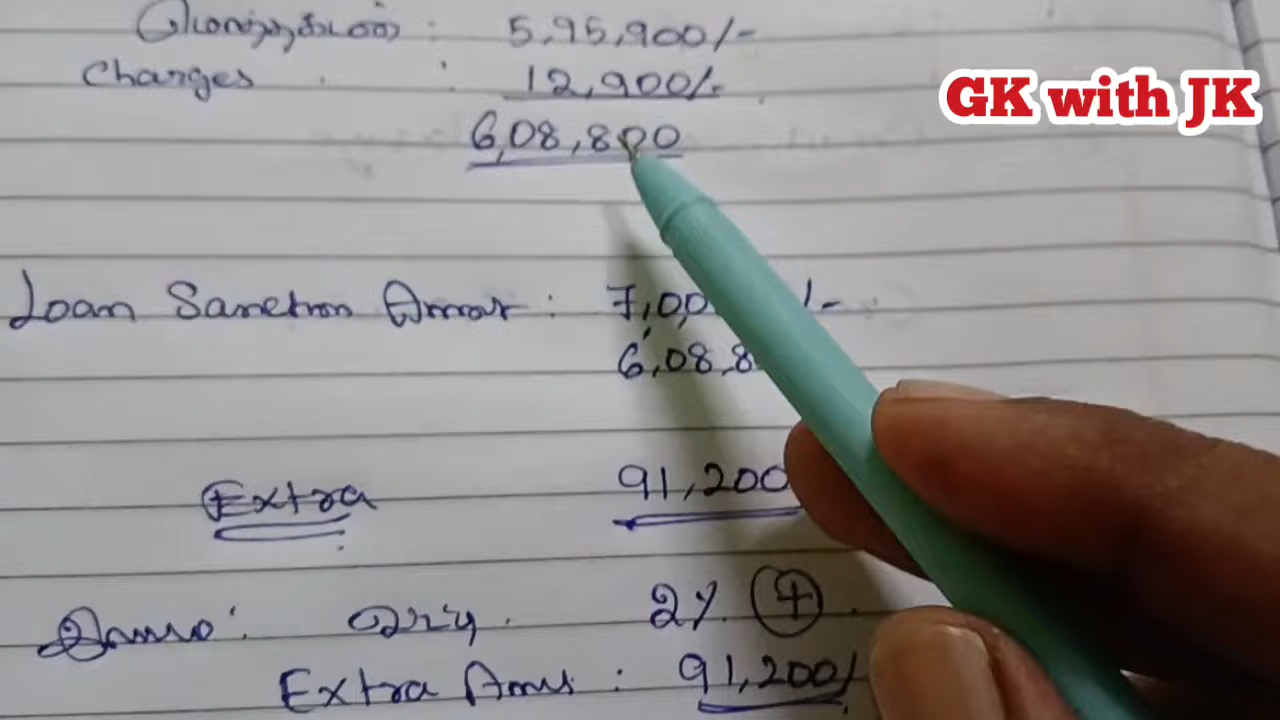 மொத்தகடன் : 5,95,900/-
Charges : 12,900/-
GK with JK
6,08,800
Loan Sanction : 7,00 /-
6,08,8
Extra 91,200
2% +
Extra : 91,200/-